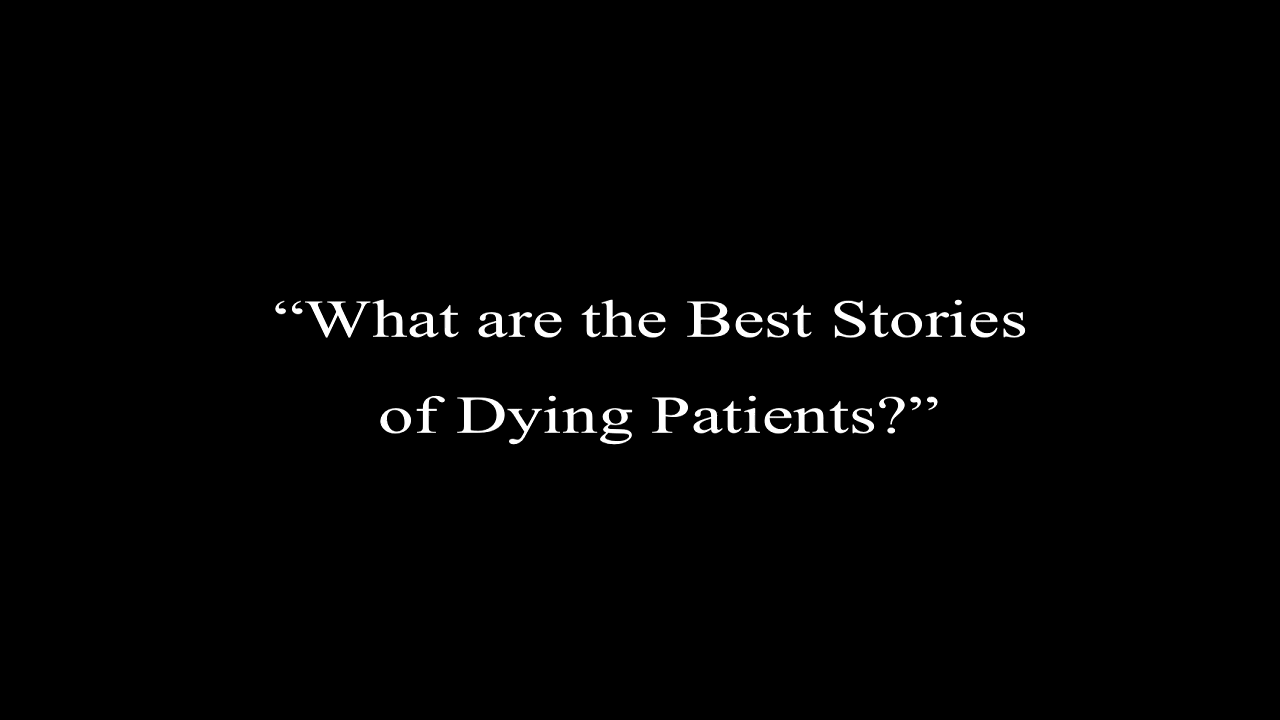 “What are the Best Stories
of Dying Patients?”